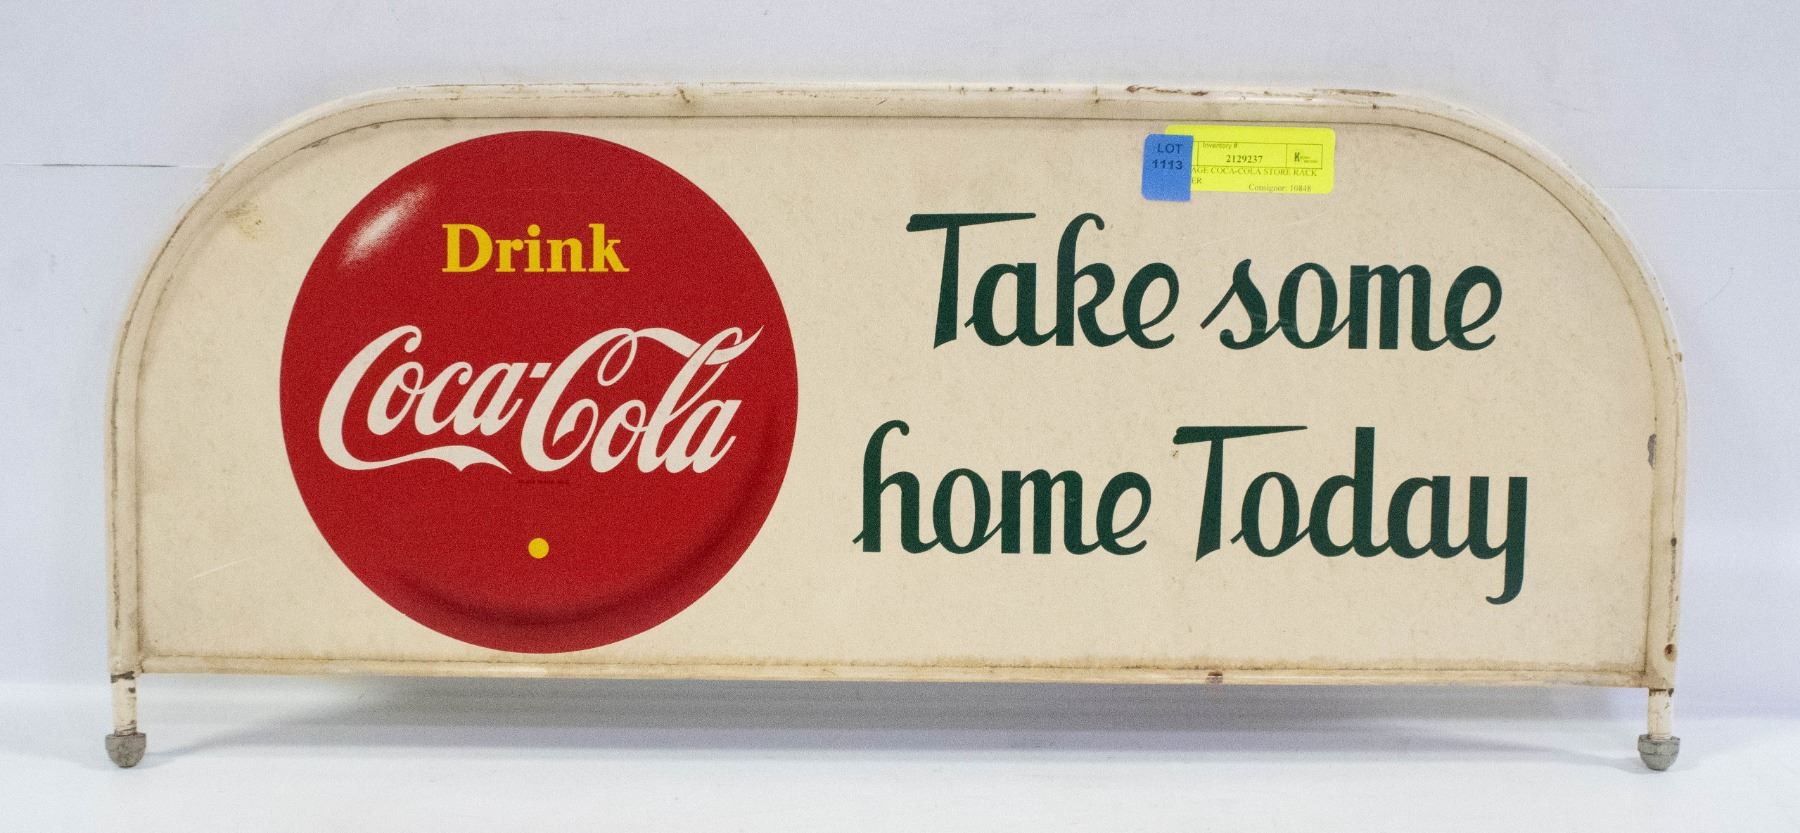 LOT
1113
Inventory #
2129237
COCA-COLA STORE RACK
Consignor: 10848
Drink
Coca-Cola
Take some
home Today